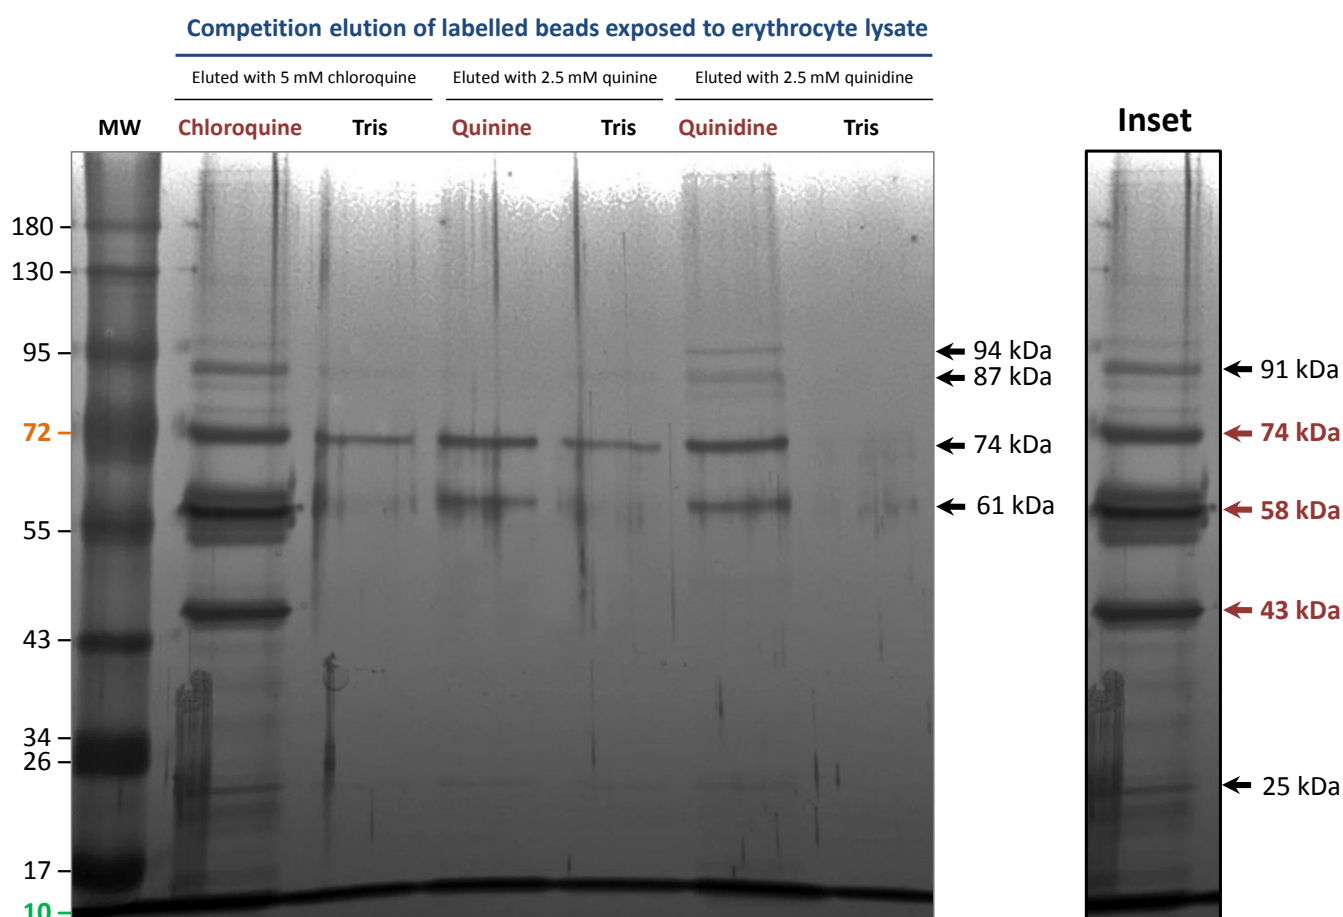 Competition elution of labelled beads exposed to erythrocyte lysate
Eluted with 5 mM chloroquine Eluted with 2.5 mM quinine Eluted with 2.5 mM quinidine
MW Chloroquine Tris Quinine Tris Quinidine Tris
Inset
180
130
95
72
55
43
34
26
17
10
94 kDa
87 kDa
74 kDa
61 kDa
91 kDa
74 kDa
58 kDa
43 kDa
25 kDa